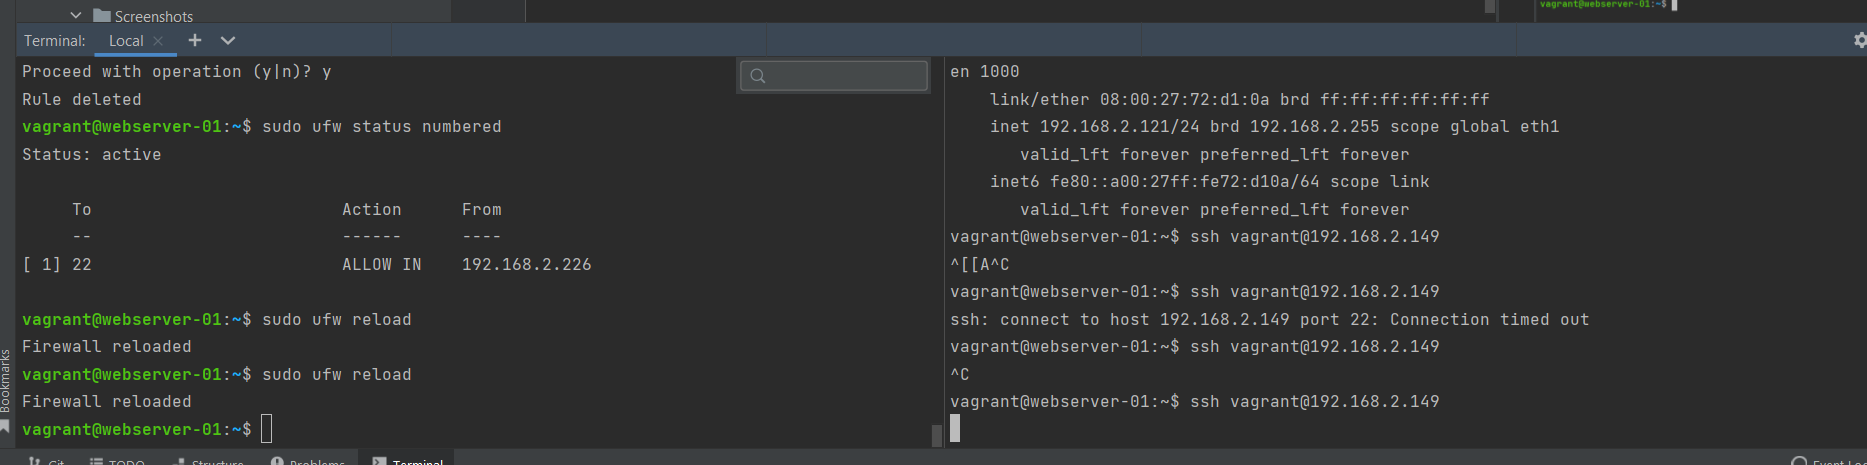 Screenshots
vagrant@webserver-01:~$
Terminal: Local × +
Proceed with operation (y|n)? y
Rule deleted
vagrant@webserver-01:~$ sudo ufw status numbered
Status: active
     To                         Action      From
     --                         ------      ----
[ 1] 22                         ALLOW IN    192.168.2.226
vagrant@webserver-01:~$ sudo ufw reload
Firewall reloaded
vagrant@webserver-01:~$ sudo ufw reload
Firewall reloaded
vagrant@webserver-01:~$
en 1000
    link/ether 08:00:27:72:d1:0a brd ff:ff:ff:ff:ff:ff
    inet 192.168.2.121/24 brd 192.168.2.255 scope global eth1
       valid_lft forever preferred_lft forever
    inet6 fe80::a00:27ff:fe72:d10a/64 scope link
       valid_lft forever preferred_lft forever
vagrant@webserver-01:~$ ssh vagrant@192.168.2.149
^[[A^C
vagrant@webserver-01:~$ ssh vagrant@192.168.2.149
ssh: connect to host 192.168.2.149 port 22: Connection timed out
vagrant@webserver-01:~$ ssh vagrant@192.168.2.149
^C
vagrant@webserver-01:~$ ssh vagrant@192.168.2.149
Bookmarks
Git TODO Structure Problems Terminal Event Lo